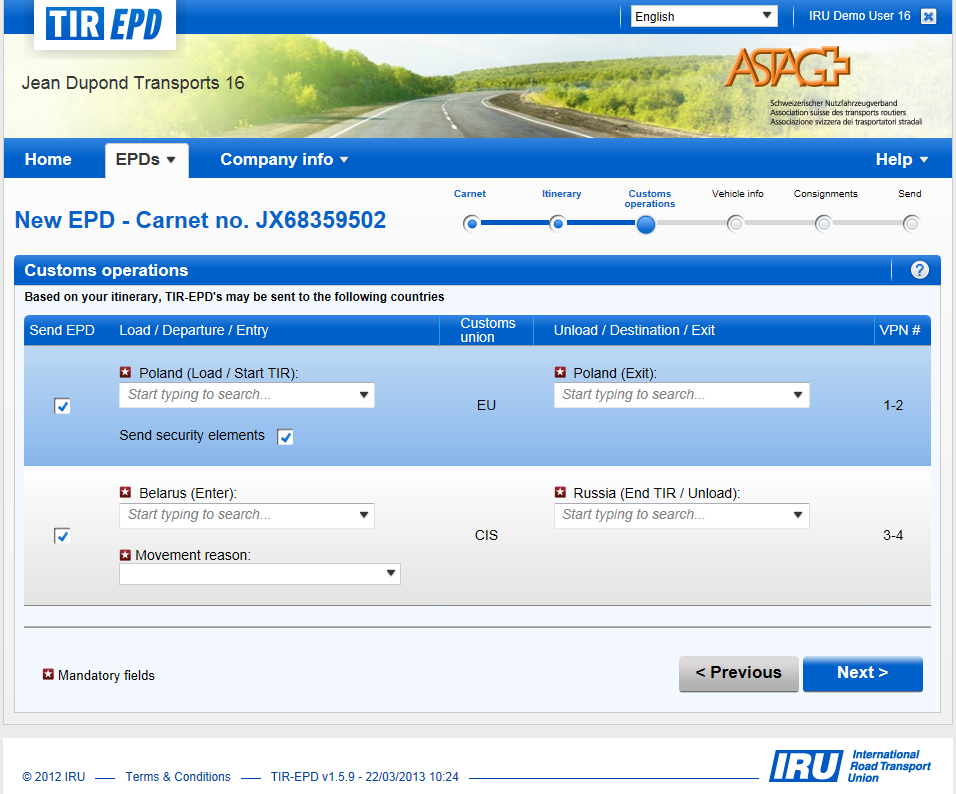 TIR EPD
English
IRU Demo User 16
Jean Dupond Transports 16
ASTAG
Schweizerischer Nutzfahrzeugverband
Association suisse des transports routiers
Associazione svizzera dei trasportatori stradali
Home
EPDs
Company info
Help
New EPD - Carnet no. JX68359502
Carnet
Itinerary
Customs
operations
Vehicle info
Consignments
Send
Customs operations
?
Based on your itinerary, TIR-EPD's may be sent to the following countries
Send EPD
Load / Departure / Entry
Customs
union
Unload / Destination / Exit
VPN #
Poland (Load / Start TIR):
Start typing to search...
Send security elements
EU
Poland (Exit):
Start typing to search...
1-2
Belarus (Enter):
Start typing to search...
Movement reason:
CIS
Russia (End TIR / Unload):
Start typing to search...
3-4
Mandatory fields
< Previous
Next >
© 2012 IRU
Terms & Conditions
TIR-EPD v1.5.9 - 22/03/2013 10:24
IRU
International
Road Transport
Union